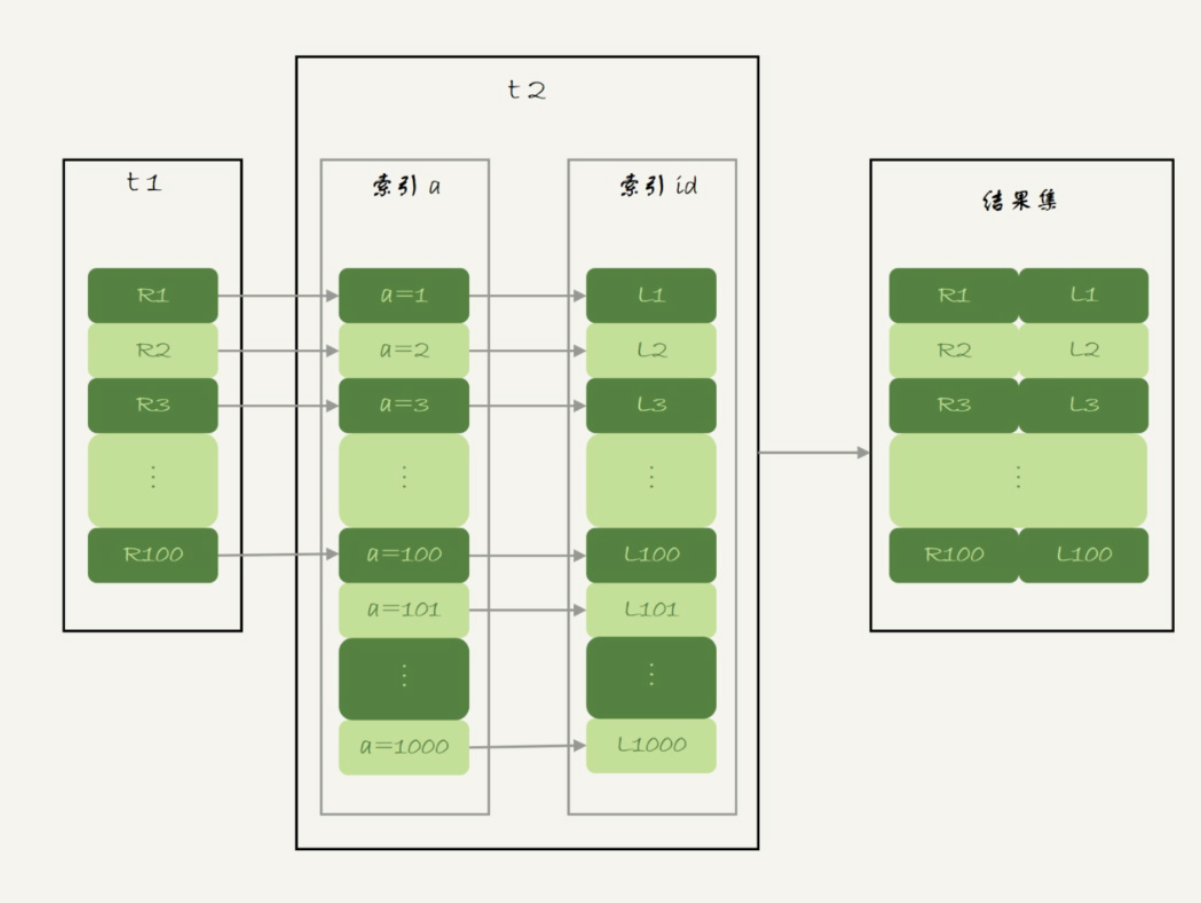 t2
t1
索引 a
索引 id
结果集
R1
a=1
L1
R1
L1
R2
a=2
L2
R2
L2
R3
a=3
L3
R3
L3
⋮
⋮
⋮
⋮
R100
a=100
L100
R100
L100
a=101
L101
⋮
⋮
a=1000
L1000